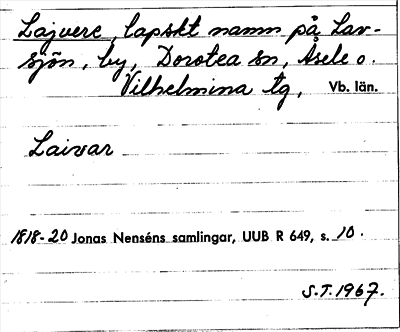 Lajvere, lapskt namn på Lav-
sjön, by, Dorotea sn, Åsele o.
Vilhelmina tg, Vb. län.
Laivar
1818-20 Jonas Nenséns samlingar, UUB R 649, s. 10.
S.T. 1967.